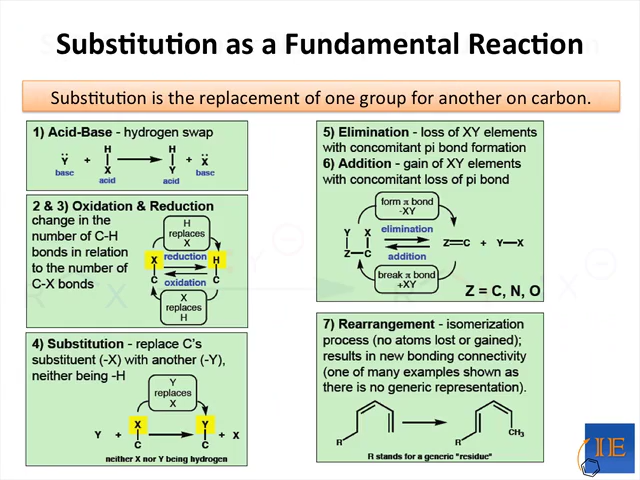 Substitution as a Fundamental Reaction
Substitution is the replacement of one group for another on carbon.
1) Acid-Base - hydrogen swap
Ÿ + H X → H Y + Ẍ
base acid acid base
2 & 3) Oxidation & Reduction
change in the
number of C-H
bonds in relation
to the number of
C-X bonds
H
replaces
X
X reduction H
C oxidation C
X
replaces
H
4) Substitution - replace C's
substituent (-X) with another (-Y),
neither being -H
Y
replaces
X
X Y
Y + C → C + X
neither X nor Y being hydrogen
5) Elimination - loss of XY elements
with concomitant pi bond formation
6) Addition - gain of XY elements
with concomitant loss of pi bond
form π bond
-XY
Y X elimination
Z—C addition Z=C + Y—X
break π bond
+XY
Z = C, N, O
7) Rearrangement - isomerization
process (no atoms lost or gained);
results in new bonding connectivity
(one of many examples shown as
there is no generic representation).
R R CH3
R stands for a generic "residue"
IE